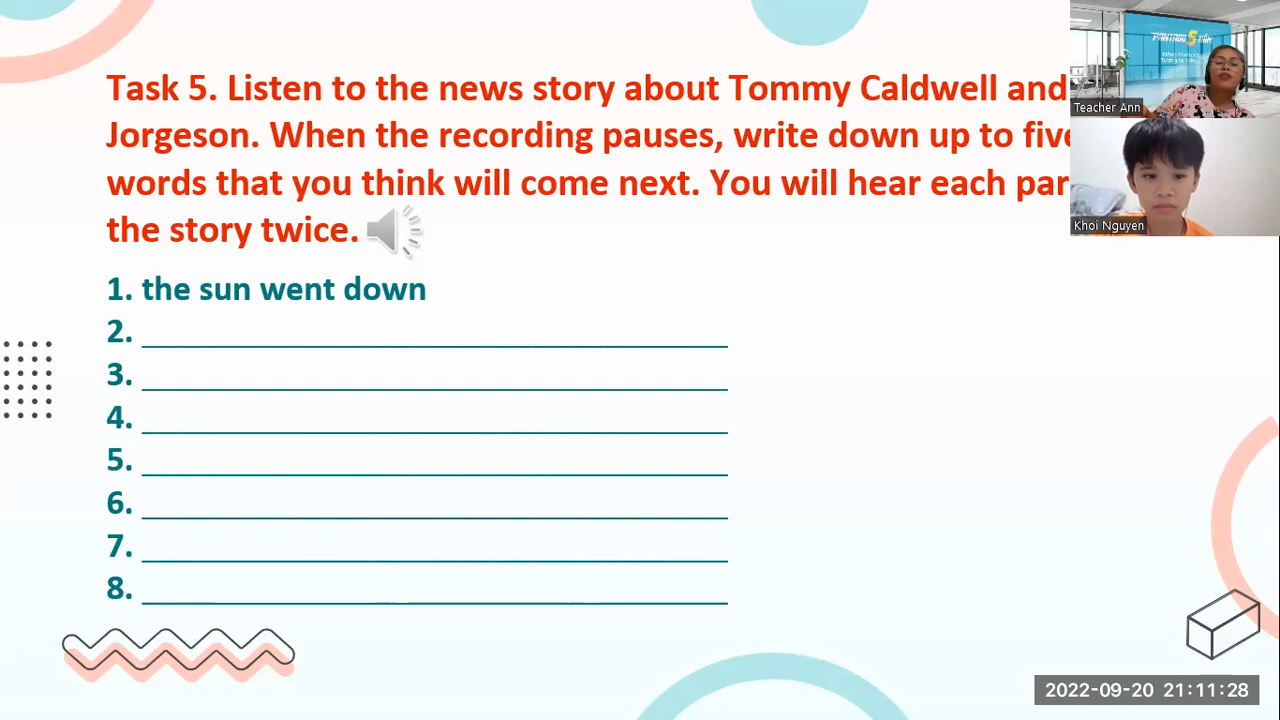 Task 5. Listen to the news story about Tommy Caldwell and
Jorgeson. When the recording pauses, write down up to five
words that you think will come next. You will hear each par
the story twice.
1. the sun went down
2.
3.
4.
5.
6.
7.
8.
PANTADO 5
Teacher Ann
Khoi Nguyen
2022-09-20 21:11:28